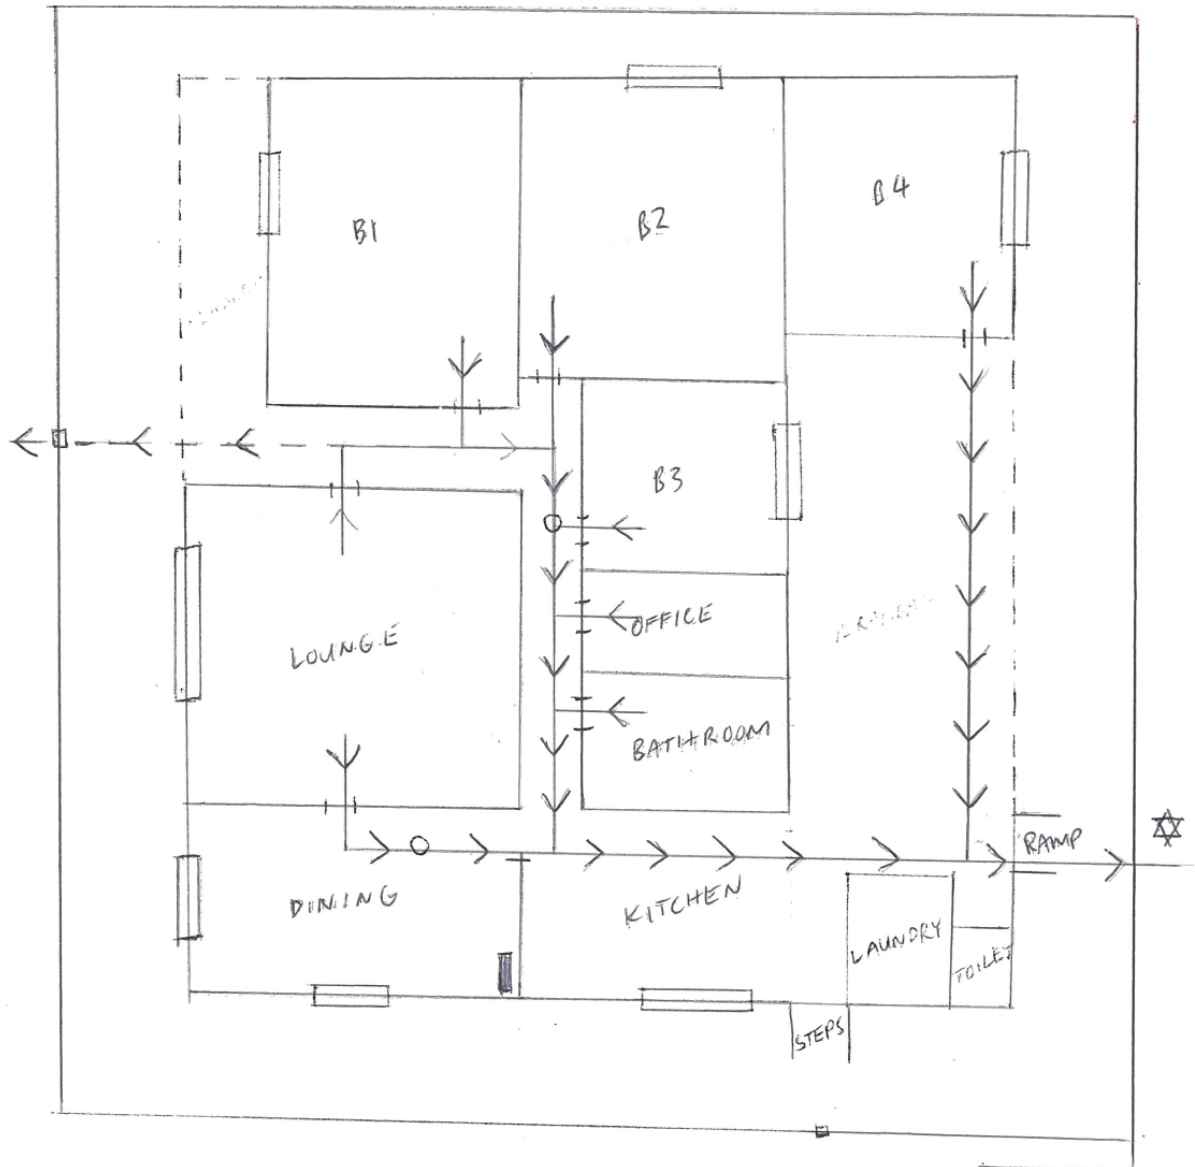 B1
B2
B4
B3
OFFICE
LOUNGE
BATHROOM
RAMP
DINING
KITCHEN
LAUNDRY
TOILET
STEPS